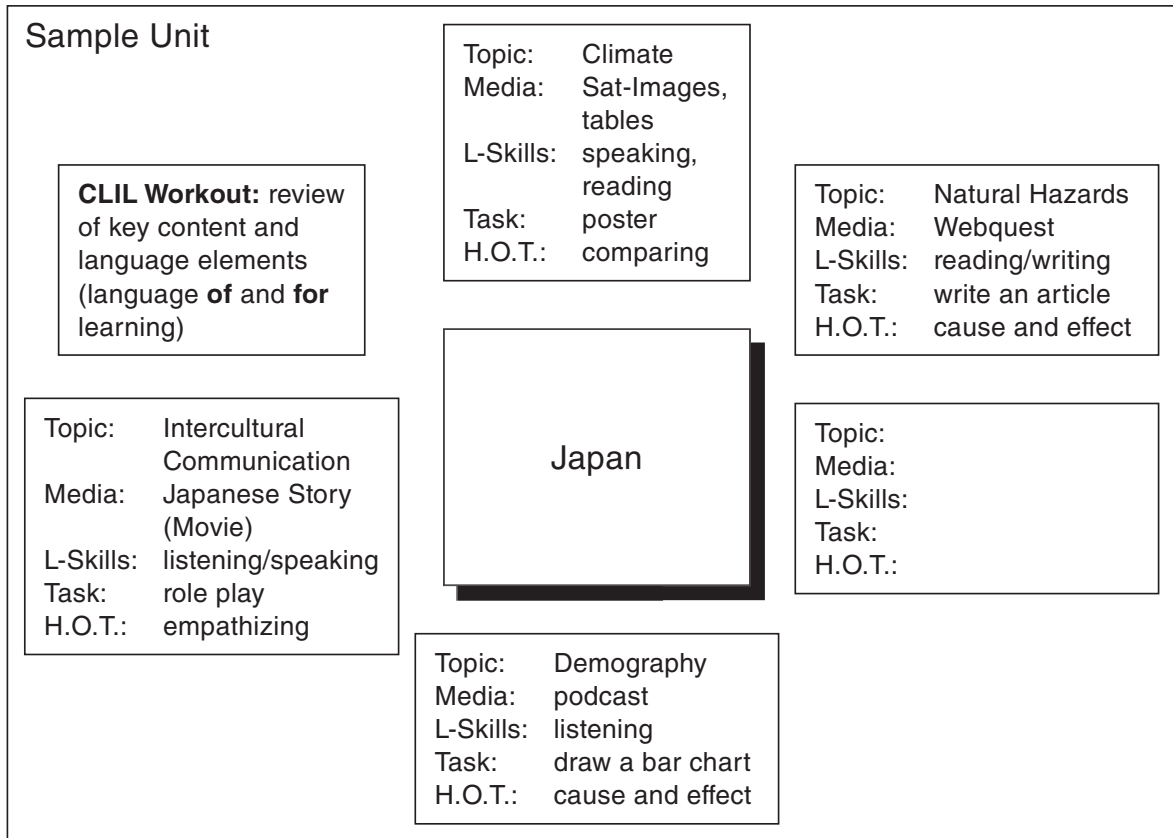 Sample Unit
Topic: Climate
Media: Sat-Images,
tables
L-Skills: speaking,
reading
Task: poster
H.O.T.: comparing
CLIL Workout: review
of key content and
language elements
(language of and for
learning)
Topic: Natural Hazards
Media: Webquest
L-Skills: reading/writing
Task: write an article
H.O.T.: cause and effect
Japan
Topic: Intercultural
Communication
Media: Japanese Story
(Movie)
L-Skills: listening/speaking
Task: role play
H.O.T.: empathizing
Topic:
Media:
L-Skills:
Task:
H.O.T.:
Topic: Demography
Media: podcast
L-Skills: listening
Task: draw a bar chart
H.O.T.: cause and effect